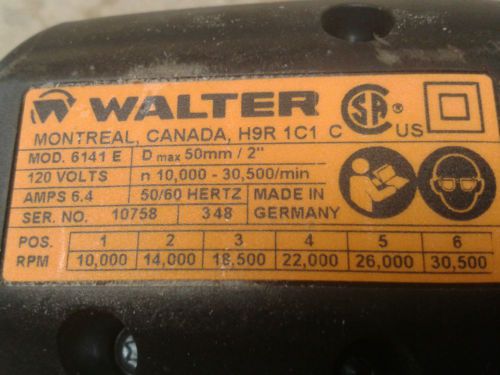 WALTER
MONTREAL, CANADA, H9R 1C1 C SA ® US
MOD. 6141 E D max 50mm / 2"
120 VOLTS n 10,000 - 30,500/min
AMPS 6.4 50/60 HERTZ MADE IN
SER. NO. 10758 348 GERMANY
POS. 1 2 3 4 5 6
RPM 10,000 14,000 18,500 22,000 26,000 30,500